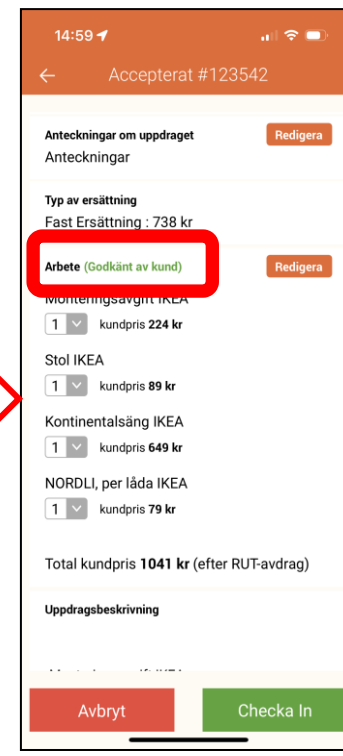 14:59
Accepterat #123542
Anteckningar om uppdraget
Redigera
Anteckningar
Typ av ersättning
Fast Ersättning : 738 kr
Arbete (Godkänt av kund)
Redigera
Monteringsavgift IKEA
1 kundpris 224 kr
Stol IKEA
1 kundpris 89 kr
Kontinentalsäng IKEA
1 kundpris 649 kr
NORDLI, per låda IKEA
1 kundpris 79 kr
Total kundpris 1041 kr (efter RUT-avdrag)
Uppdragsbeskrivning
Avbryt
Checka In